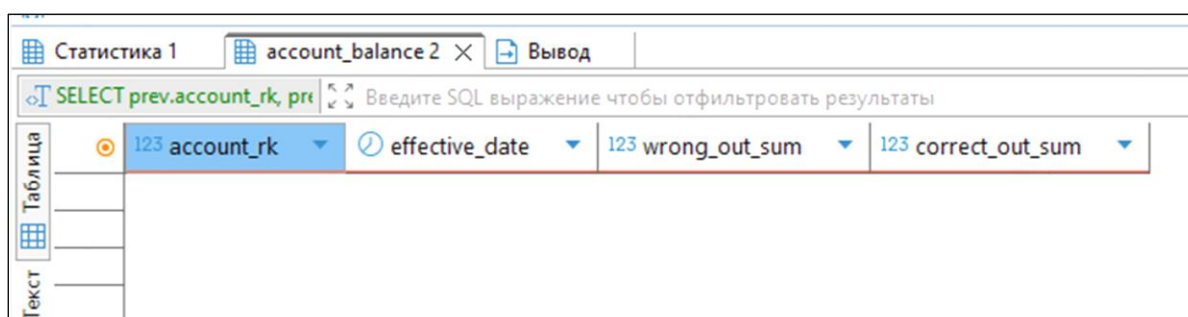 Статистика 1 account_balance 2 Вывод
SELECT prev.account_rk, pre Введите SQL выражение чтобы отфильтровать результаты
Таблица
123 account_rk effective_date 123 wrong_out_sum 123 correct_out_sum
Текст